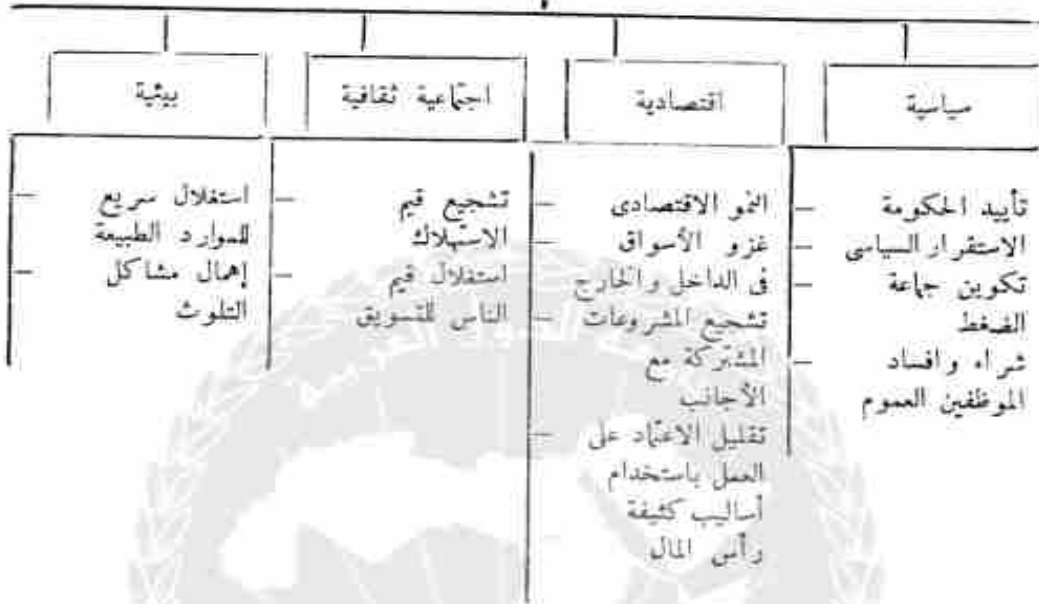 سياسية
اقتصادية
اجتماعية ثقافية
بيئية
تأييد الحكومة
الاستقرار السياسى
تكوين جماعة
الضغط
شراء وافساد
الموظفين العموم
النمو الاقتصادى
غزو الأسواق
فى الداخل والخارج
تشجيع المشروعات
المشتركة مع
الأجانب
تقليل الاعتماد على
العمل باستخدام
أساليب كثيفة
رأس المال
تشجيع قيم
الاستهلاك
استغلال قيم
الناس للتسويق
استغلال سريع
للموارد الطبيعة
إهمال مشاكل
التلوث